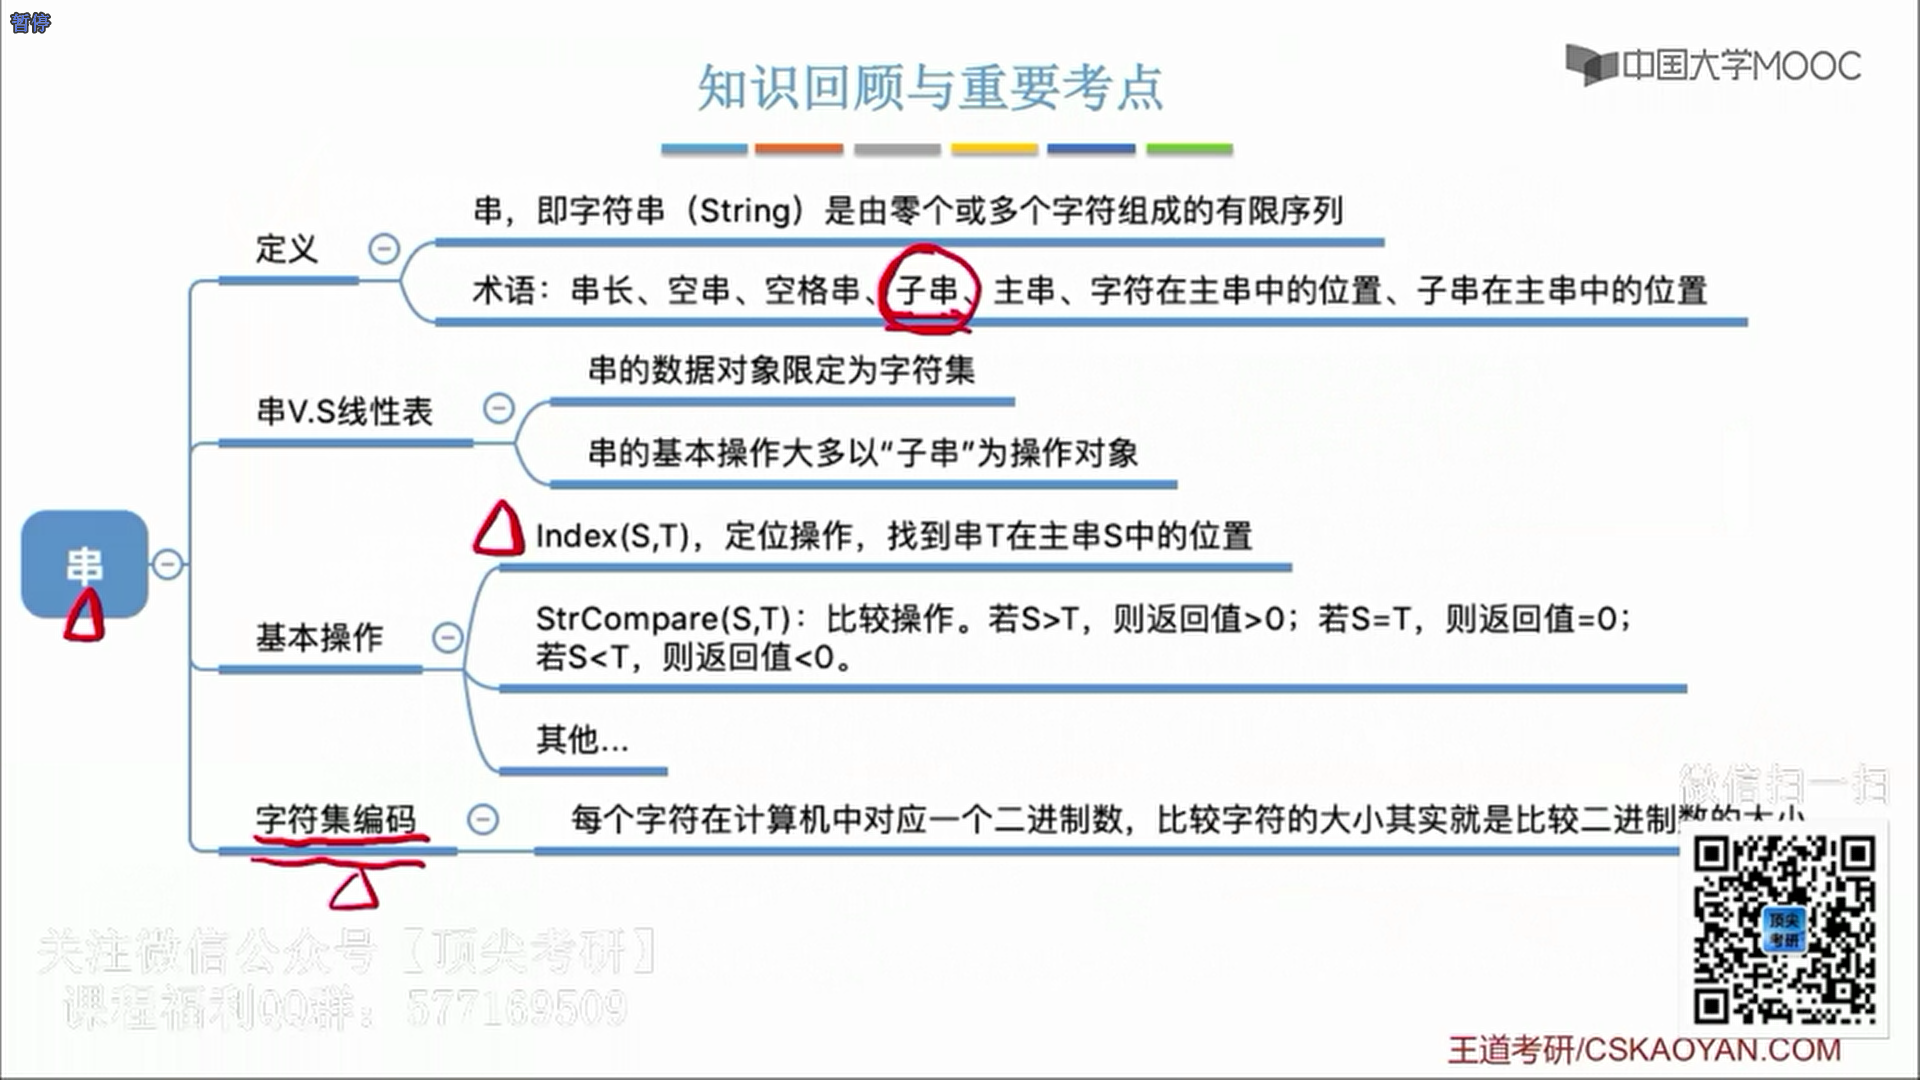 暂停
中国大学MOOC
知识回顾与重要考点
串，即字符串（String）是由零个或多个字符组成的有限序列
定义
术语：串长、空串、空格串、子串、主串、字符在主串中的位置、子串在主串中的位置
串的数据对象限定为字符集
串V.S线性表
串的基本操作大多以“子串”为操作对象
Index(S,T)，定位操作，找到串T在主串S中的位置
串
StrCompare(S,T)：比较操作。若S>T，则返回值>0；若S=T，则返回值=0；
若S<T，则返回值<0。
基本操作
其他...
微信扫一扫
字符集编码
每个字符在计算机中对应一个二进制数，比较字符的大小其实就是比较二进制数的大小
顶尖
考研
关注微信公众号【顶尖考研】
课程福利QQ群：577169509
王道考研/CSKAOYAN.COM